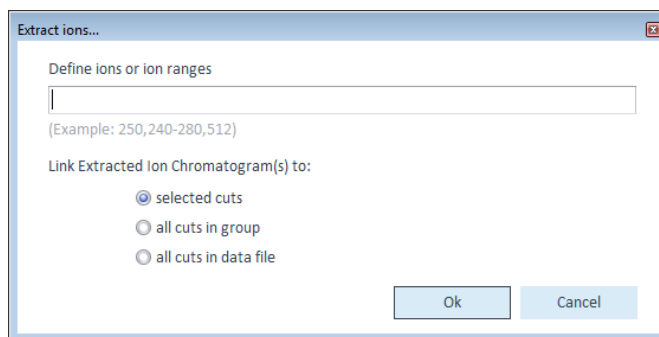 Extract ions...
Define ions or ion ranges
(Example: 250,240-280,512)
Link Extracted Ion Chromatogram(s) to:
selected cuts
all cuts in group
all cuts in data file
Ok Cancel